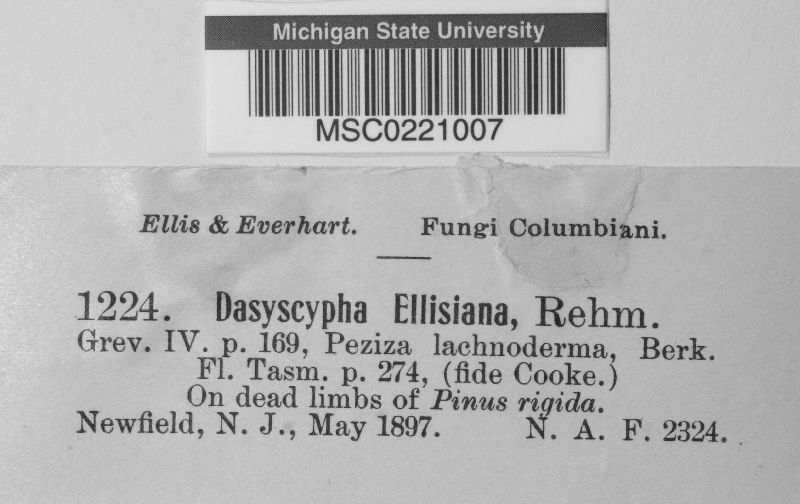 Michigan State University
MSC0221007
Ellis & Everhart. Fungi Columbiani.
1224. Dasyscypha Ellisiana, Rehm.
Grev. IV. p. 169, Peziza lachnoderma, Berk.
Fl. Tasm. p. 274, (fide Cooke.)
On dead limbs of Pinus rigida.
Newfield, N. J., May 1897. N. A. F. 2324.